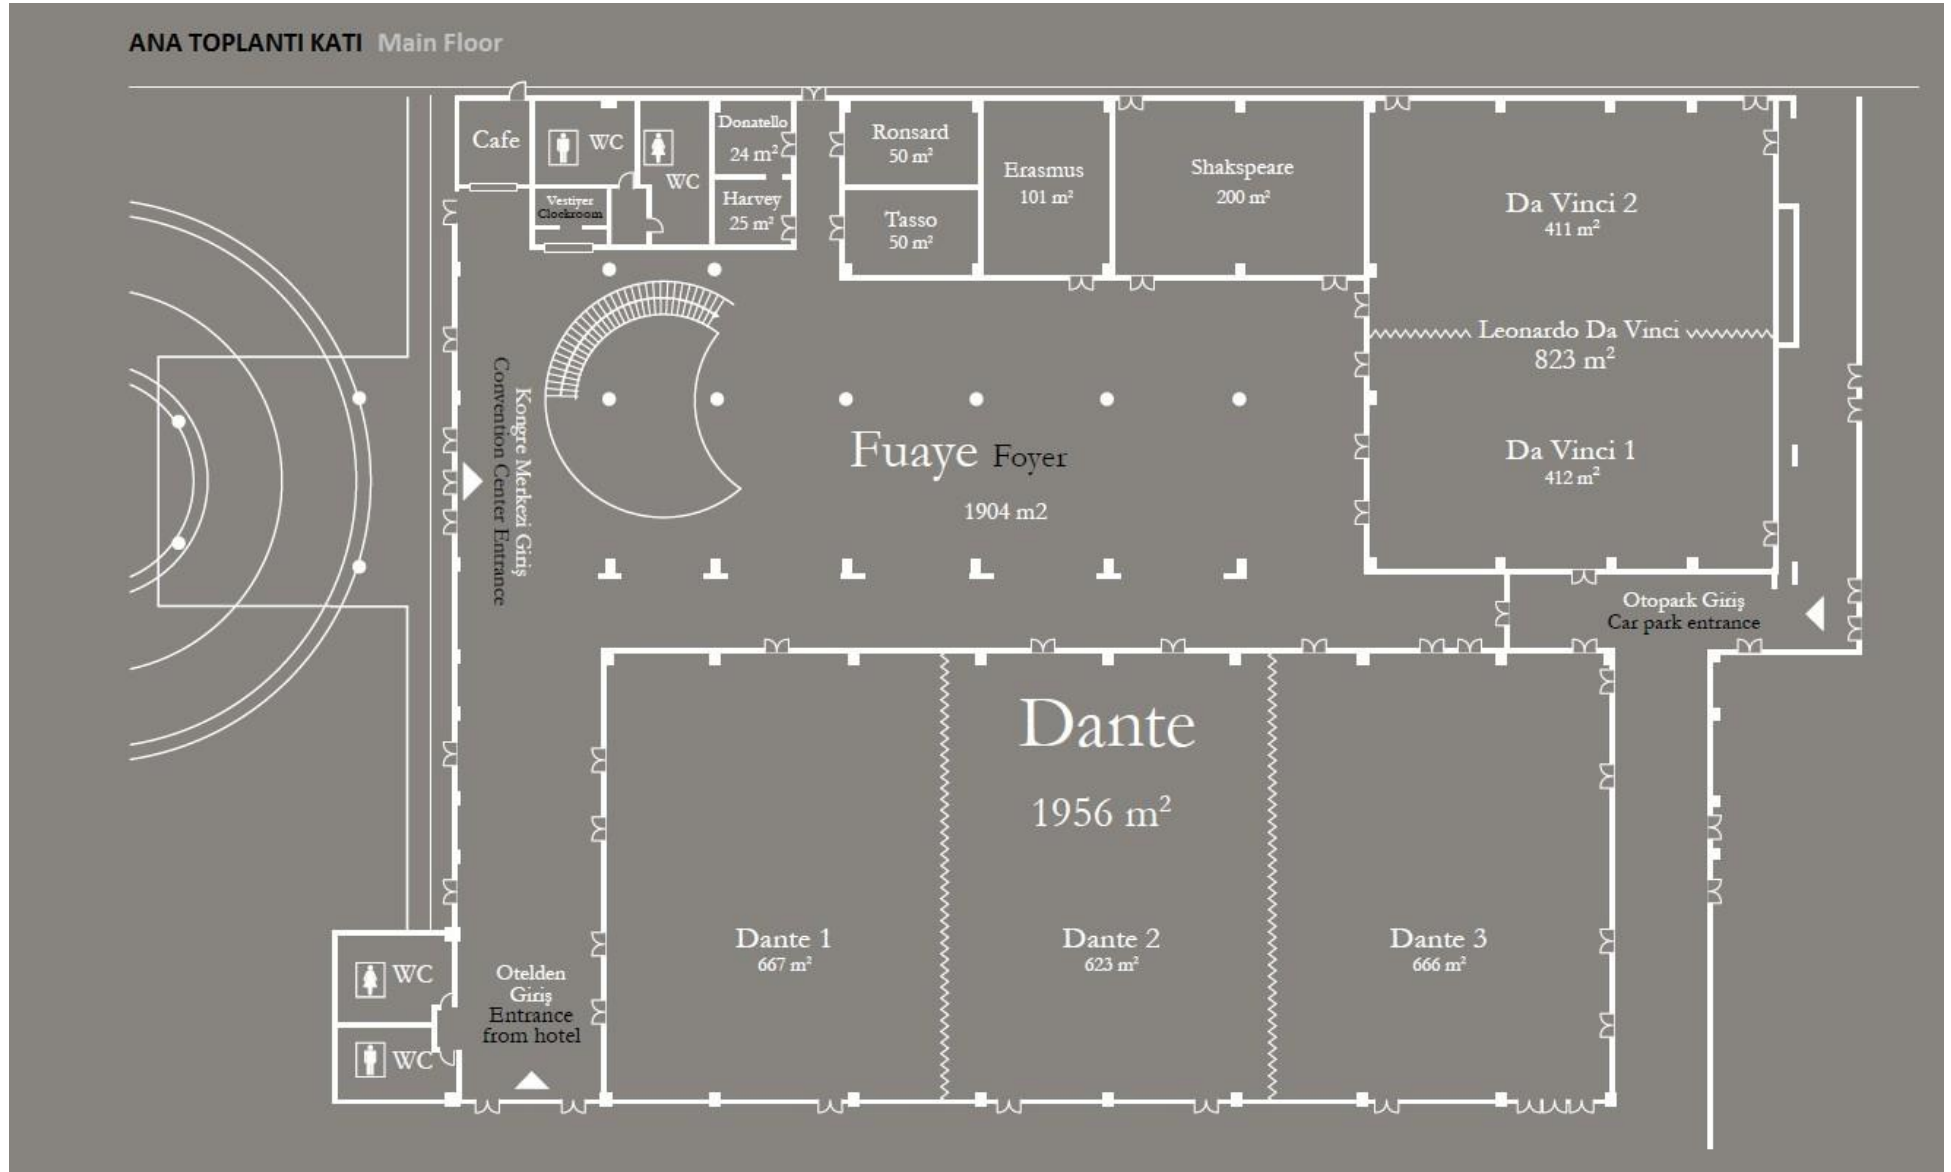 ANA TOPLANTI KATI Main Floor
Cafe
WC
WC
Vestiyer
Clockroom
Donatello
24 m²
Harvey
25 m²
Ronsard
50 m²
Tasso
50 m²
Erasmus
101 m²
Shakspeare
200 m²
Da Vinci 2
411 m²
Leonardo Da Vinci
823 m²
Da Vinci 1
412 m²
Kongre Merkezi Giriş
Convention Center Entrance
Fuaye Foyer
1904 m2
Otopark Giriş
Car park entrance
Dante
1956 m²
Dante 1
667 m²
Dante 2
623 m²
Dante 3
666 m²
WC
WC
Otelden
Giriş
Entrance
from hotel